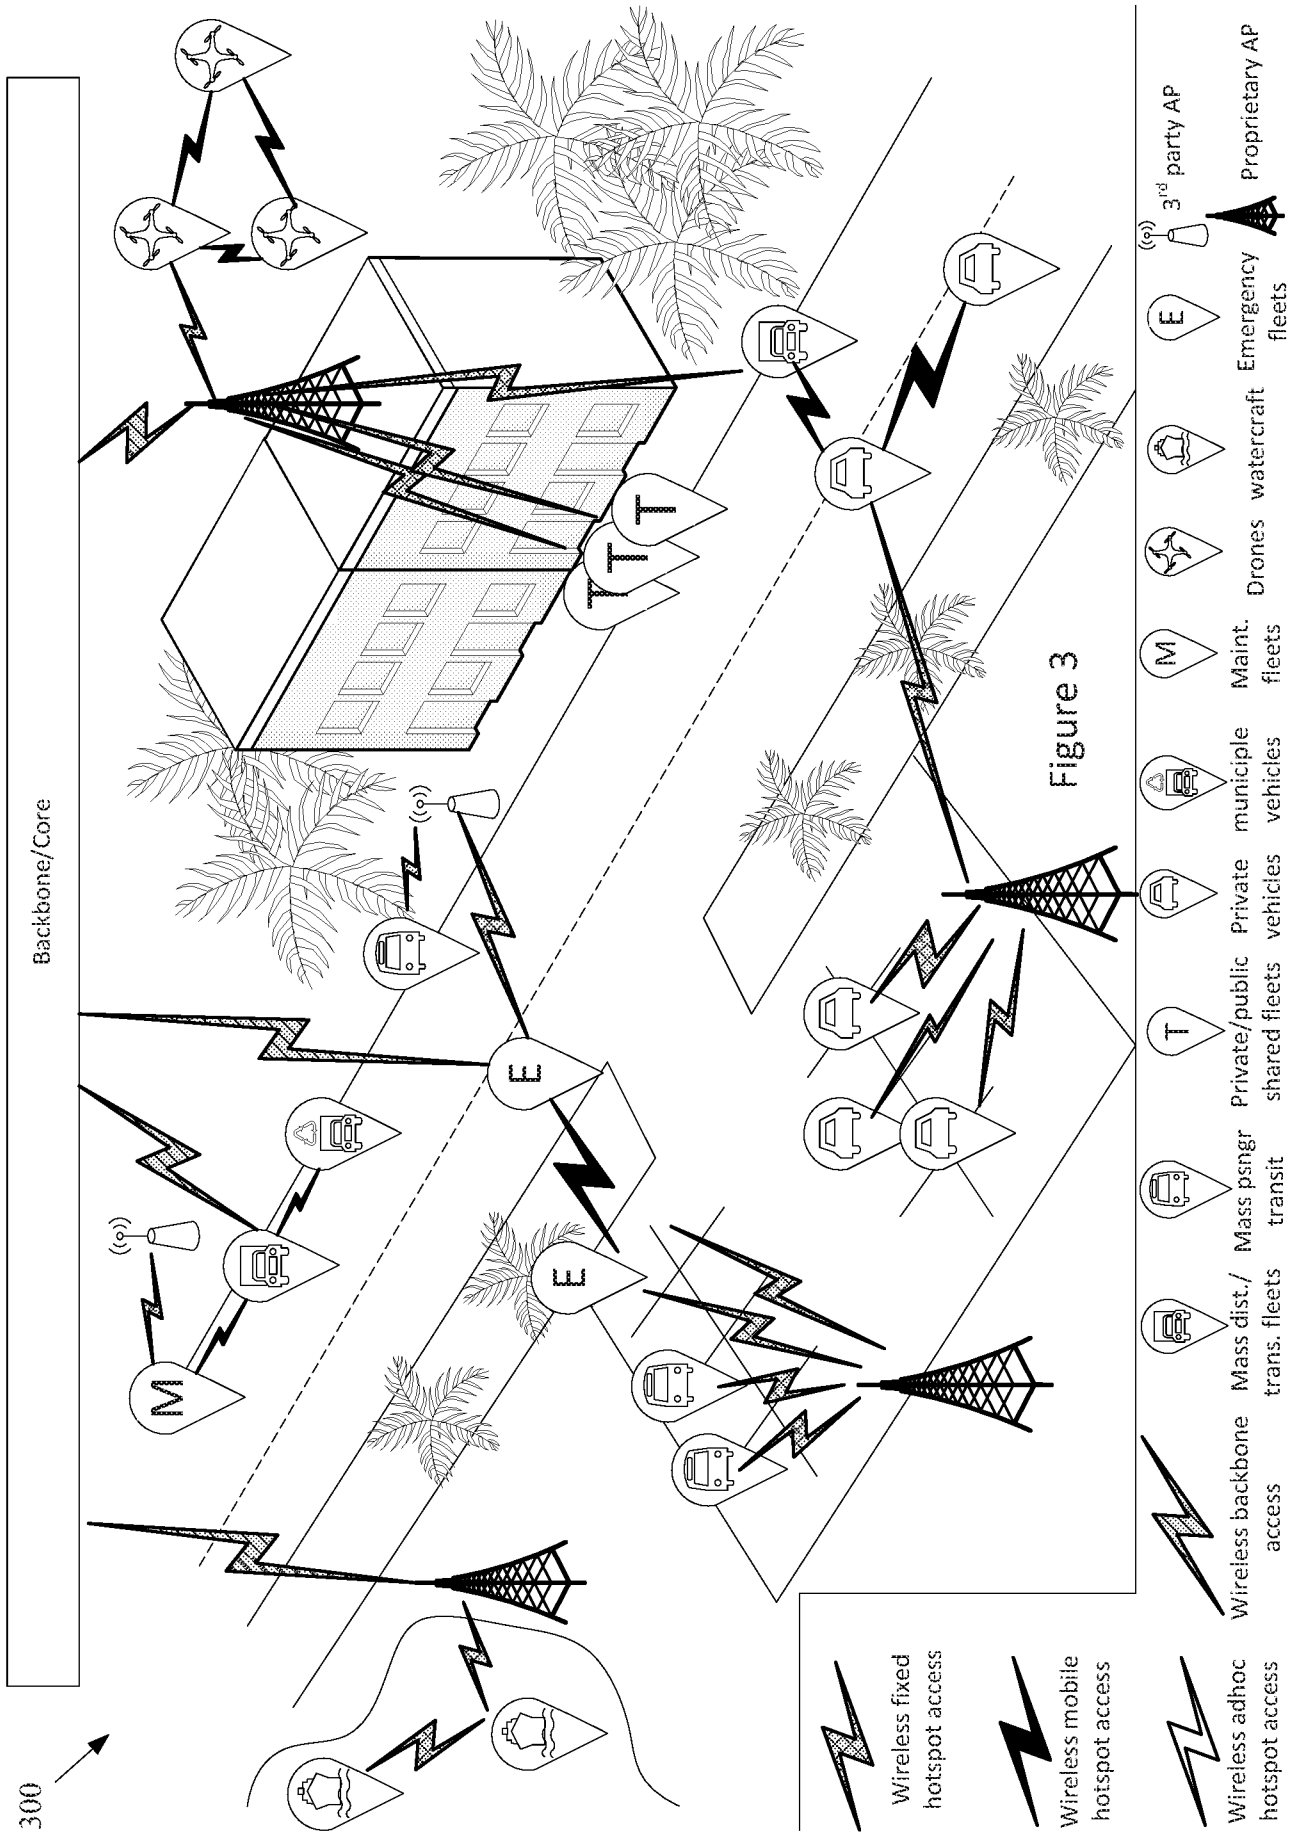 300
Backbone/Core
M
E
E
T
T
T
Figure 3
Wireless fixed
hotspot access
Wireless mobile
hotspot access
Wireless adhoc
hotspot access
Wireless backbone
access
Mass dist./
trans. fleets
Mass psngr
transit
T
Private/public
shared fleets
Private
vehicles
municiple
vehicles
M
Maint.
fleets
Drones
watercraft
E
Emergency
fleets
3rd party AP
Proprietary AP